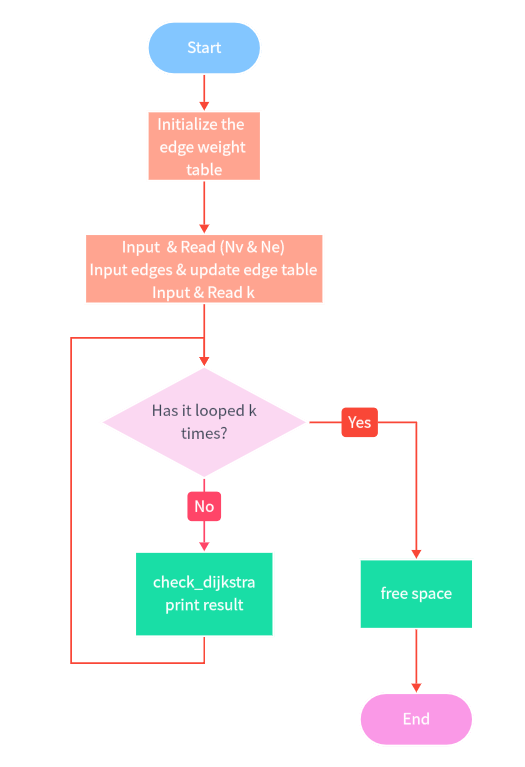 Start
Initialize the
edge weight
table
Input & Read (Nv & Ne)
Input edges & update edge table
Input & Read k
Has it looped k
times?
Yes
No
check_dijkstra
print result
free space
End